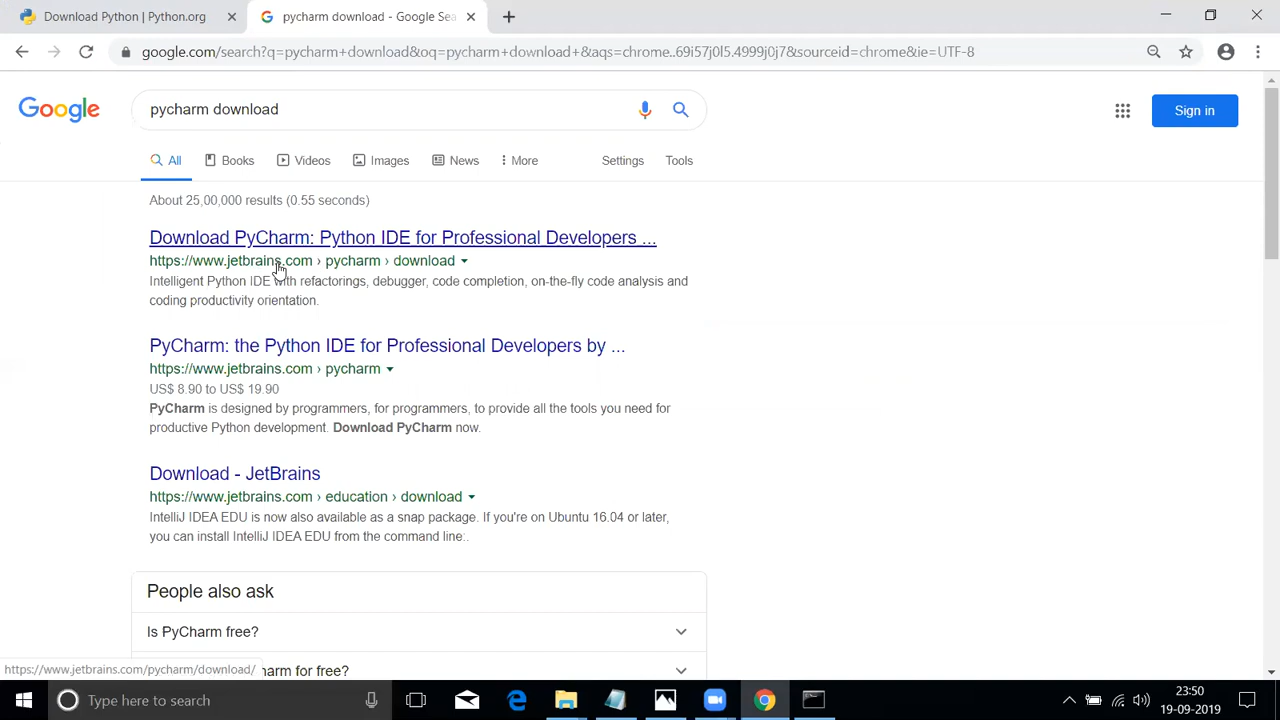 Download Python | Python.org
pycharm download - Google Sea
google.com/search?q=pycharm+download&oq=pycharm+download+&aqs=chrome..69i57j0l5.4999j0j7&sourceid=chrome&ie=UTF-8
Google
pycharm download
Sign in
All Books Videos Images News More Settings Tools
About 25,00,000 results (0.55 seconds)
Download PyCharm: Python IDE for Professional Developers ...
https://www.jetbrains.com › pycharm › download
Intelligent Python IDE with refactorings, debugger, code completion, on-the-fly code analysis and
coding productivity orientation.
PyCharm: the Python IDE for Professional Developers by ...
https://www.jetbrains.com › pycharm
US$ 8.90 to US$ 19.90
PyCharm is designed by programmers, for programmers, to provide all the tools you need for
productive Python development. Download PyCharm now.
Download - JetBrains
https://www.jetbrains.com › education › download
IntelliJ IDEA EDU is now also available as a snap package. If you're on Ubuntu 16.04 or later,
you can install IntelliJ IDEA EDU from the command line:.
People also ask
Is PyCharm free?
https://www.jetbrains.com/pycharm/download/
arm for free?
Type here to search
23:50
19-09-2019